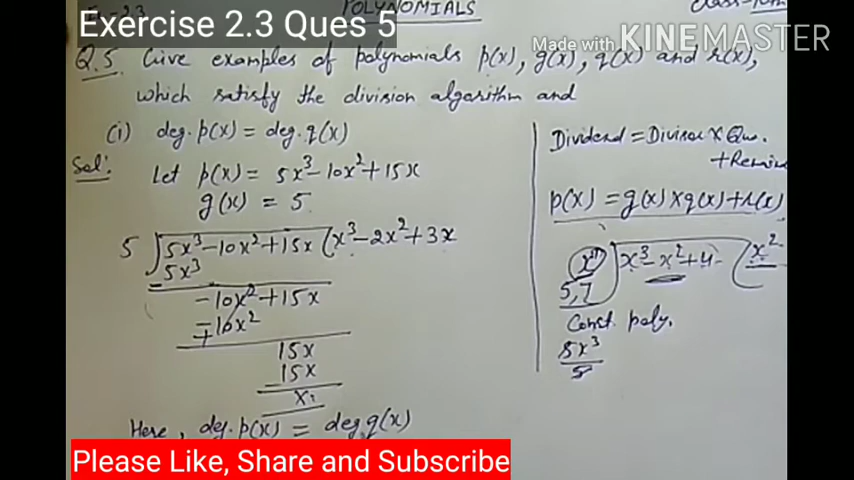 POLYNOMIALS
Exercise 2.3 Ques 5
Made with KINEMASTER
Q.5 Give examples of polynomials p(x), g(x), q(x) and r(x),
which satisfy the division algorithm and
(i) deg. p(x) = deg. q(x)
Sol:
Let p(x) = 5x³ - 10x² + 15x
g(x) = 5
5 ) 5x³ - 10x² + 15x ( x³ - 2x² + 3x
5x³
-
- 10x² + 15x
- 10x²
+
15x
15x
-
x
Here, deg. p(x) = deg. q(x)
Dividend = Divisor × Quo.
+ Remain
p(x) = g(x) × q(x) + r(x)
x³ - x² + 4 ( x²
5, 7
Const. poly.
5x³
5
Please Like, Share and Subscribe